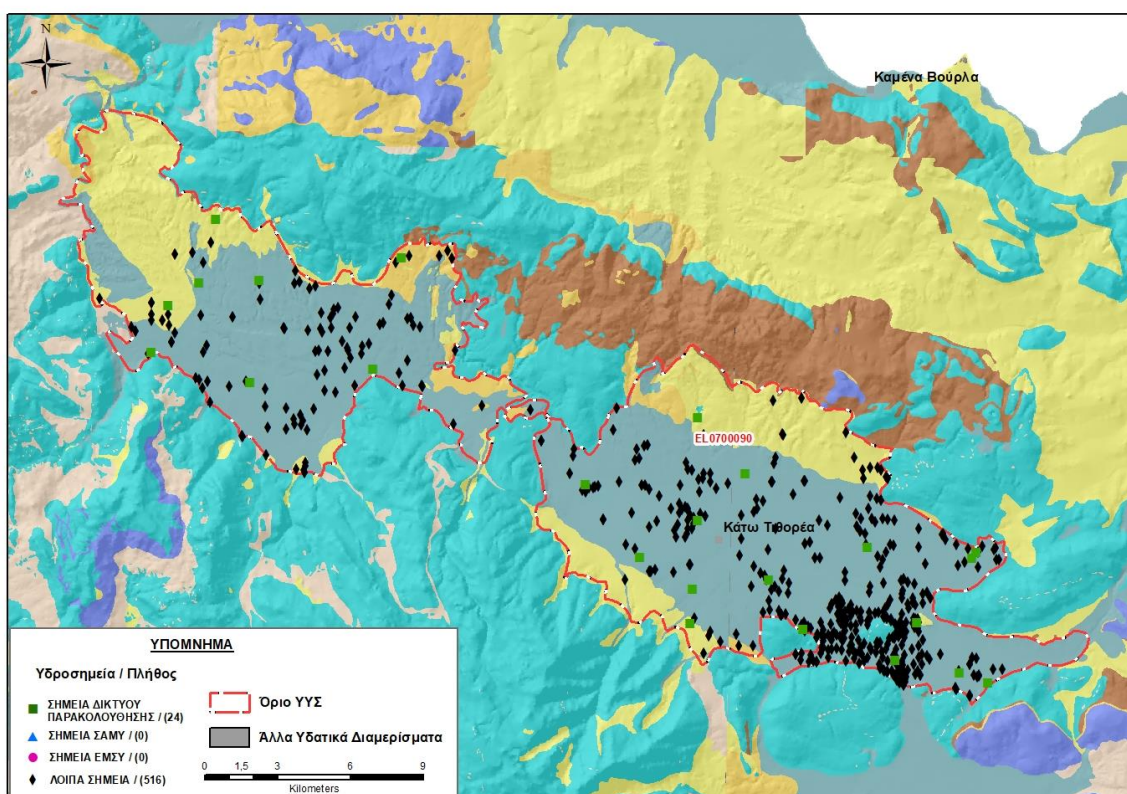 N
Καμένα Βούρλα
EL0700090
Κάτω Τιθορέα
ΥΠΟΜΝΗΜΑ
Υδροσημεία / Πλήθος
ΣΗΜΕΙΑ ΔΙΚΤΥΟΥ
ΠΑΡΑΚΟΛΟΥΘΗΣΗΣ / (24)
ΣΗΜΕΙΑ ΣΑΜΥ / (0)
ΣΗΜΕΙΑ ΕΜΣΥ / (0)
ΛΟΙΠΑ ΣΗΜΕΙΑ / (516)
Όριο ΥΥΣ
Άλλα Υδατικά Διαμερίσματα
0 1,5 3 6 9
Kilometers